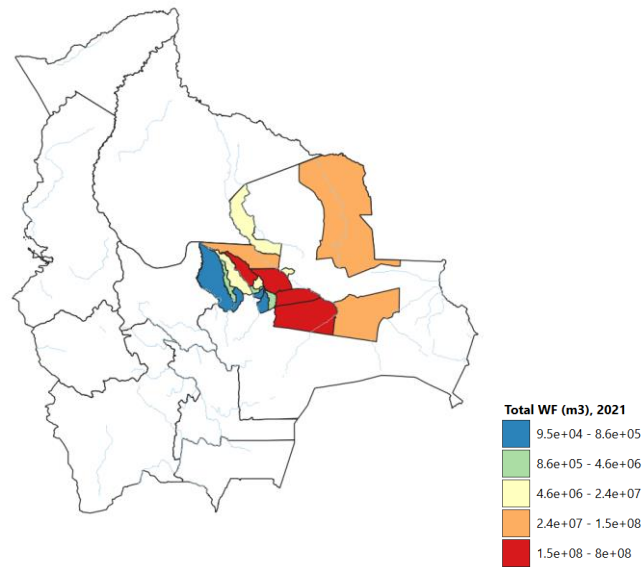 Total WF (m3), 2021
9.5e+04 - 8.6e+05
8.6e+05 - 4.6e+06
4.6e+06 - 2.4e+07
2.4e+07 - 1.5e+08
1.5e+08 - 8e+08